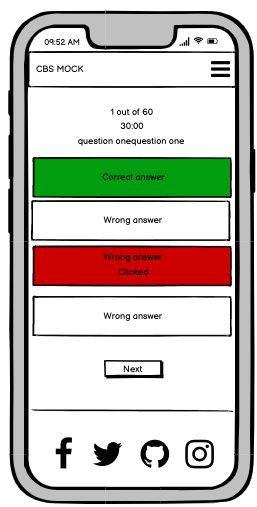 09:52 AM
CBS MOCK
1 out of 60
30:00
question onequestion one
Correct answer
Wrong answer
Wrong answer
Clicked
Wrong answer
Next